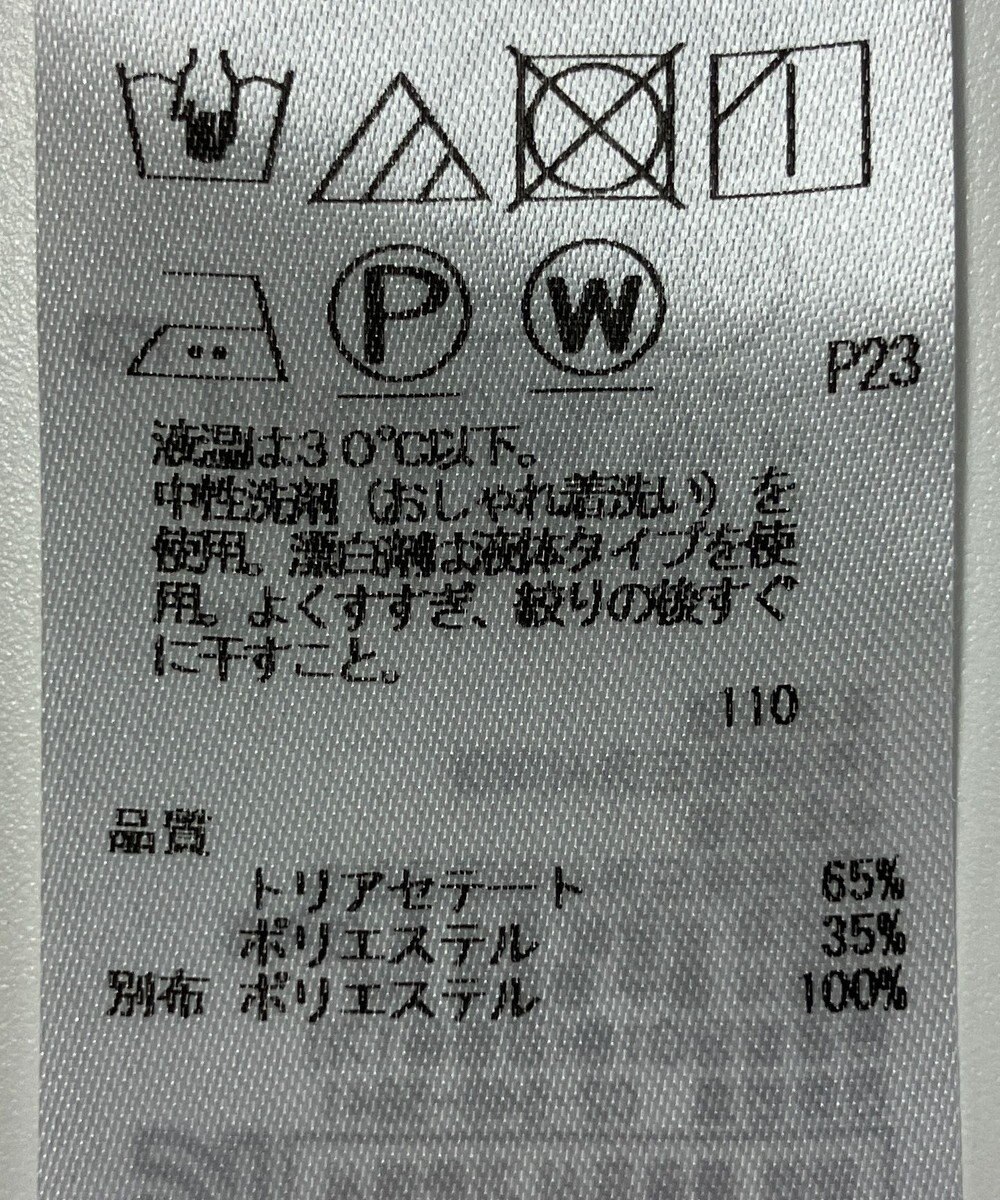 P
W
P23
液温は30℃以下。
中性洗剤（おしゃれ着洗い）を
使用。漂白剤は液体タイプを使
用。よくすすぎ、絞りの後すぐ
に干すこと。
110
品質
トリアセテート 65%
ポリエステル 35%
別布 ポリエステル 100%